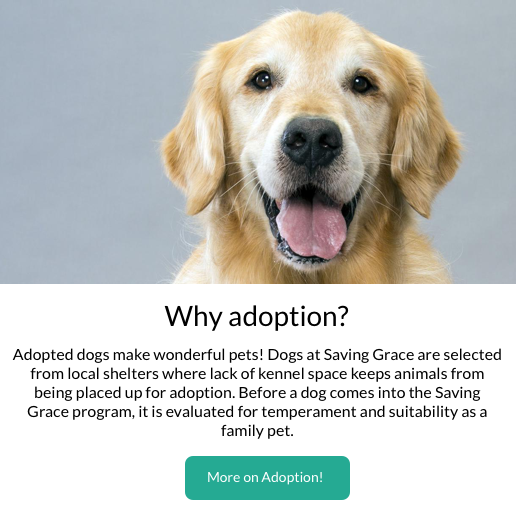 Why adoption?
Adopted dogs make wonderful pets! Dogs at Saving Grace are selected
from local shelters where lack of kennel space keeps animals from
being placed up for adoption. Before a dog comes into the Saving
Grace program, it is evaluated for temperament and suitability as a
family pet.
More on Adoption!